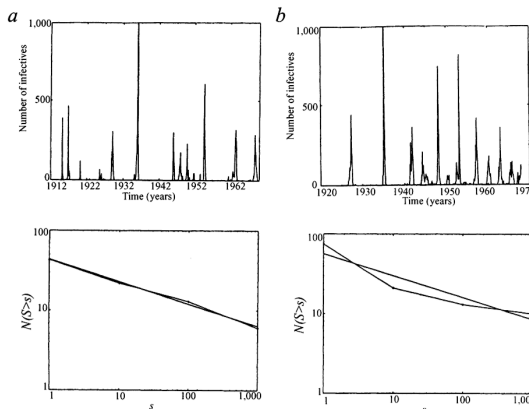 a
b
1,000
500
0
Number of infectives
1912 1922 1932 1942 1952 1962
Time (years)
1,000
500
0
Number of infectives
1920 1930 1940 1950 1960
Time (years)
100
10
1
N(S>s)
1 10 100 1,000
s
100
10
1
N(S>s)
1 10 100